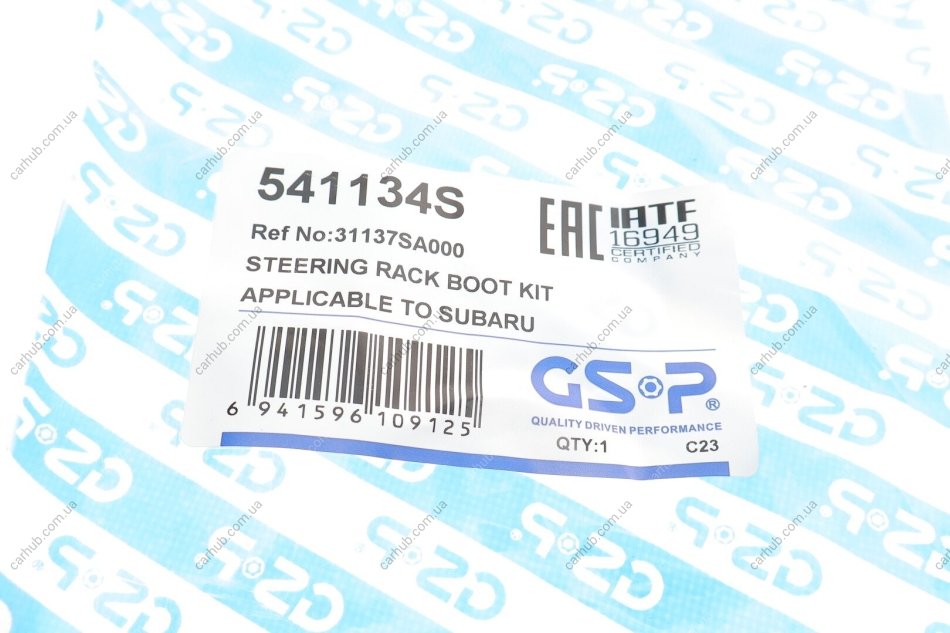 541134S
Ref No:31137SA000
STEERING RACK BOOT KIT
APPLICABLE TO SUBARU
EAC
IATF
16949
CERTIFIED
COMPANY
6 941596 109125
GSP®
QUALITY DRIVEN PERFORMANCE
QTY:1
C23
carhub.com.ua